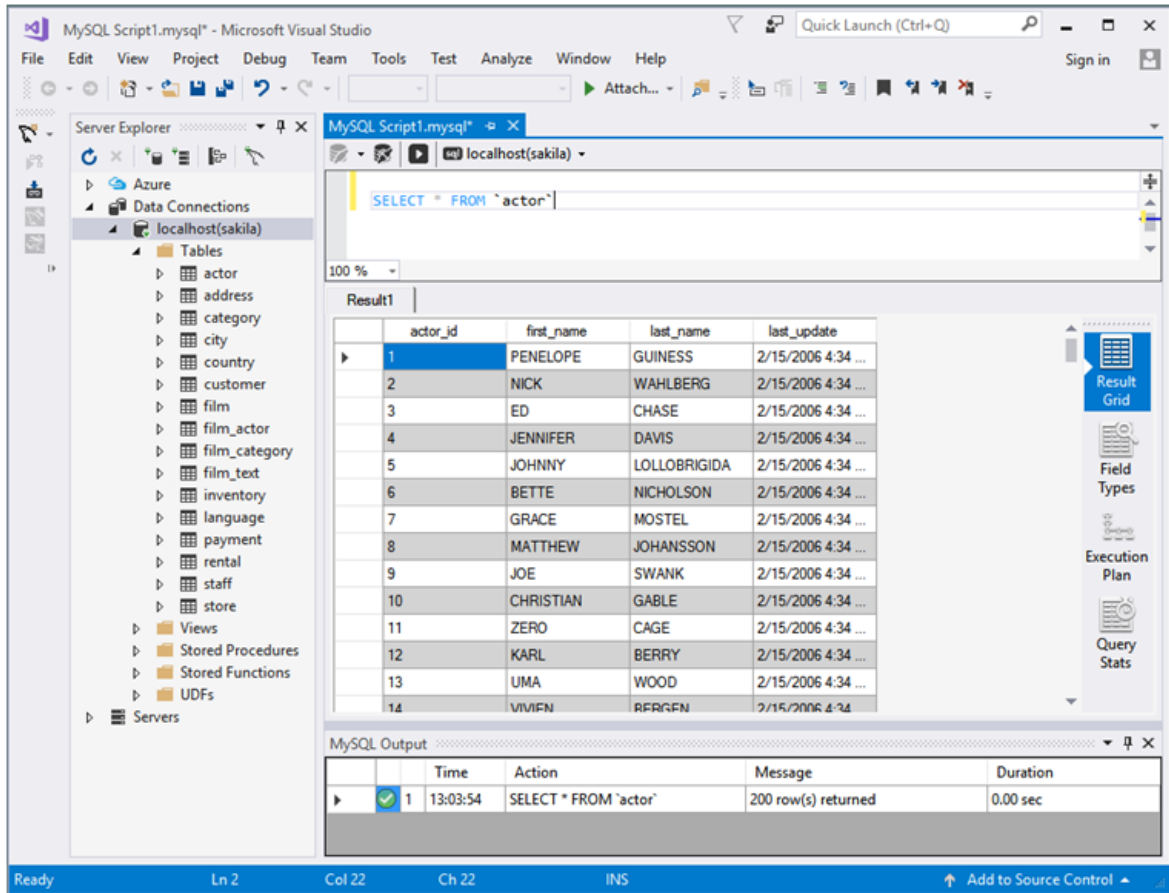 MySQL Script1.mysql* - Microsoft Visual Studio
Quick Launch (Ctrl+Q)
File Edit View Project Debug Team Tools Test Analyze Window Help
Sign in
Attach...
Server Explorer
Azure
Data Connections
localhost(sakila)
Tables
actor
address
category
city
country
customer
film
film_actor
film_category
film_text
inventory
language
payment
rental
staff
store
Views
Stored Procedures
Stored Functions
UDFs
Servers
MySQL Script1.mysql*
sql localhost(sakila)
SELECT * FROM `actor`
100 %
Result1
actor_id first_name last_name last_update
1 PENELOPE GUINESS 2/15/2006 4:34 ...
2 NICK WAHLBERG 2/15/2006 4:34 ...
3 ED CHASE 2/15/2006 4:34 ...
4 JENNIFER DAVIS 2/15/2006 4:34 ...
5 JOHNNY LOLLOBRIGIDA 2/15/2006 4:34 ...
6 BETTE NICHOLSON 2/15/2006 4:34 ...
7 GRACE MOSTEL 2/15/2006 4:34 ...
8 MATTHEW JOHANSSON 2/15/2006 4:34 ...
9 JOE SWANK 2/15/2006 4:34 ...
10 CHRISTIAN GABLE 2/15/2006 4:34 ...
11 ZERO CAGE 2/15/2006 4:34 ...
12 KARL BERRY 2/15/2006 4:34 ...
13 UMA WOOD 2/15/2006 4:34 ...
14 VIVIEN BERGEN 2/15/2006 4:34
Result
Grid
Field
Types
Execution
Plan
Query
Stats
MySQL Output
Time Action Message Duration
1 13:03:54 SELECT * FROM `actor` 200 row(s) returned 0.00 sec
Ready Ln 2 Col 22 Ch 22 INS Add to Source Control